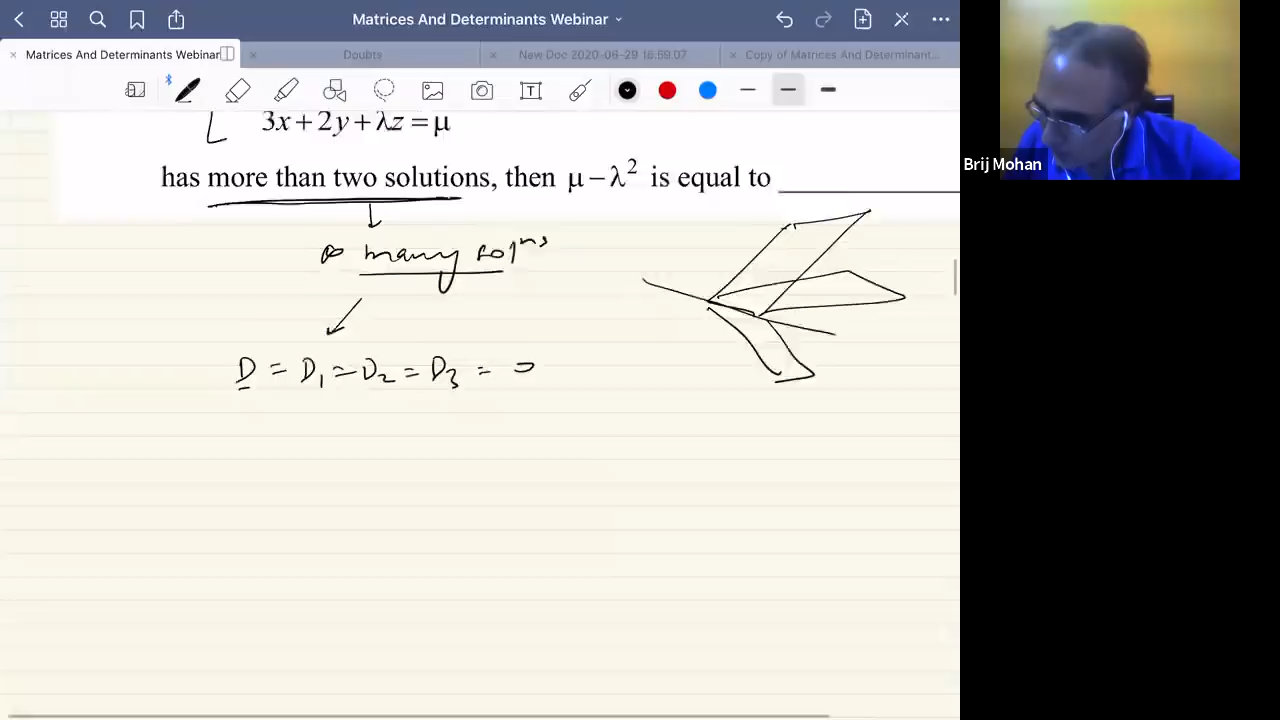 Matrices And Determinants Webinar
Matrices And Determinants Webinar
Doubts
New Doc 2020-06-29 16.59.07
Copy of Matrices And Determinant...
3x+2y+λz=μ
has more than two solutions, then μ−λ² is equal to ________
∞ many solⁿˢ
D = D₁ = D₂ = D₃ = 0
Brij Mohan